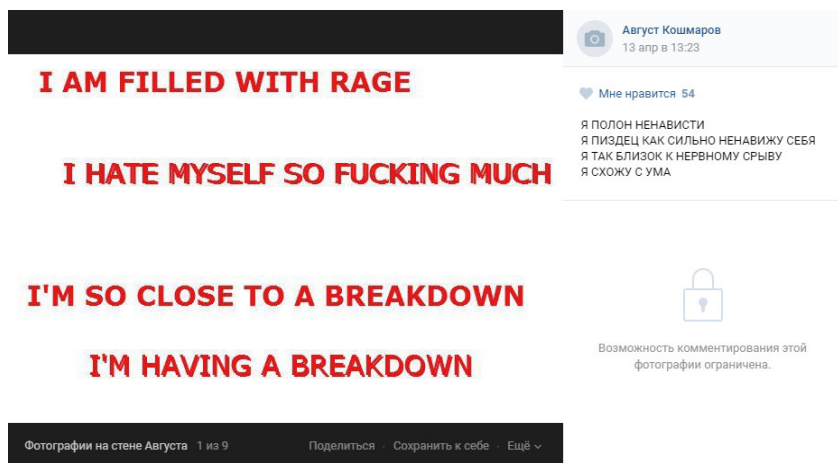 I AM FILLED WITH RAGE
I HATE MYSELF SO FUCKING MUCH
I'M SO CLOSE TO A BREAKDOWN
I'M HAVING A BREAKDOWN
Фотографии на стене Августа 1 из 9 Поделиться · Сохранить к себе · Ещё
Август Кошмаров
13 апр в 13:23
Мне нравится 54
Я ПОЛОН НЕНАВИСТИ
Я ПИЗДЕЦ КАК СИЛЬНО НЕНАВИЖУ СЕБЯ
Я ТАК БЛИЗОК К НЕРВНОМУ СРЫВУ
Я СХОЖУ С УМА
Возможность комментирования этой
фотографии ограничена.